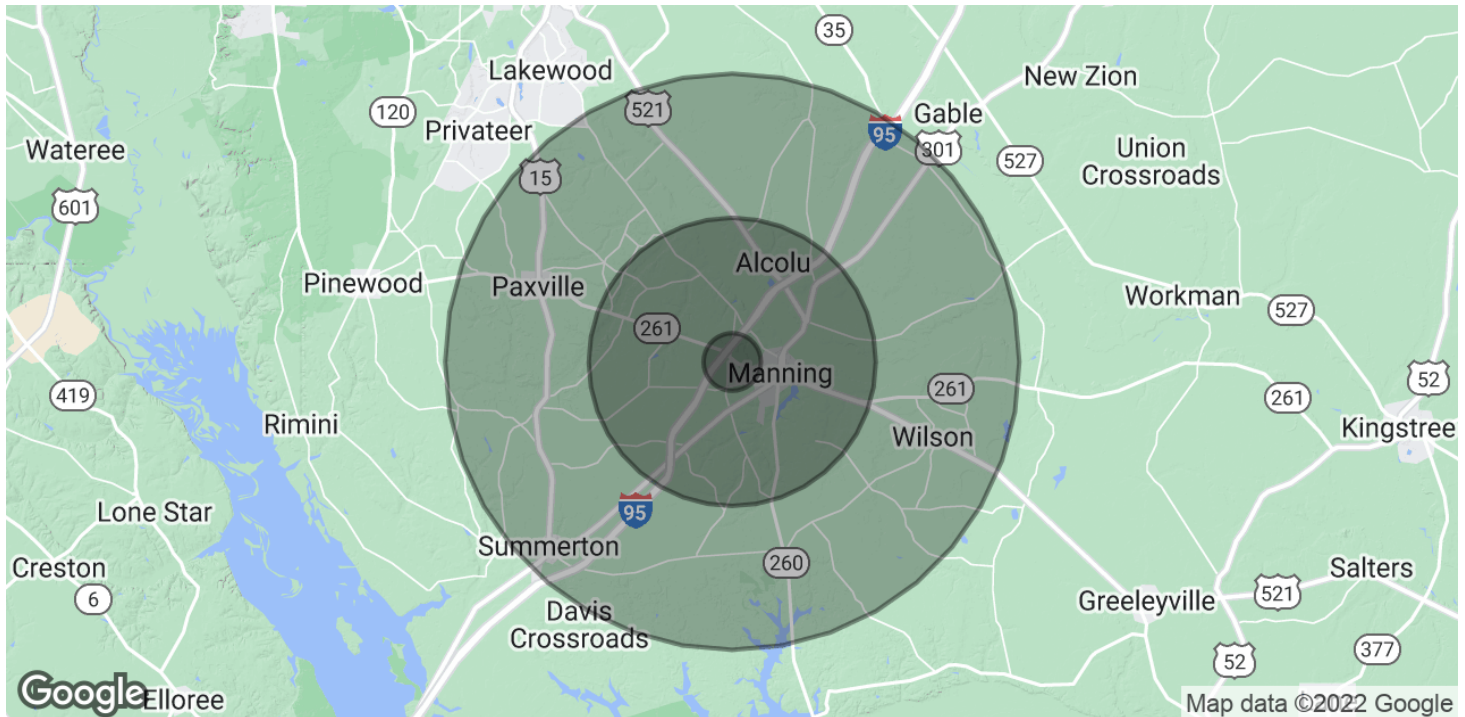 35
Lakewood
New Zion
521
120
Gable
Privateer
95
301
Wateree
Union
Crossroads
527
15
601
Alcolu
Pinewood
Paxville
Workman
527
261
Manning
52
419
261
261
Rimini
Wilson
Kingstree
Lone Star
95
Summerton
Creston
260
Salters
6
Greeleyville
521
Davis
Crossroads
377
52
Google
Elloree
Map data ©2022 Google